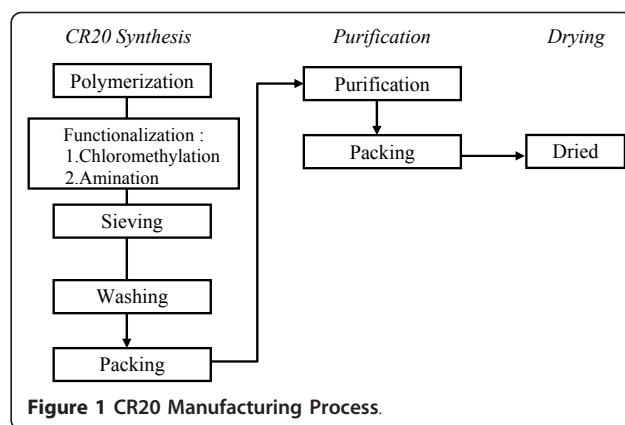 CR20 Synthesis
Polymerization
Functionalization :
1.Chloromethylation
2.Amination
Sieving
Washing
Packing
Purification
Purification
Packing
Drying
Dried
Figure 1 CR20 Manufacturing Process.